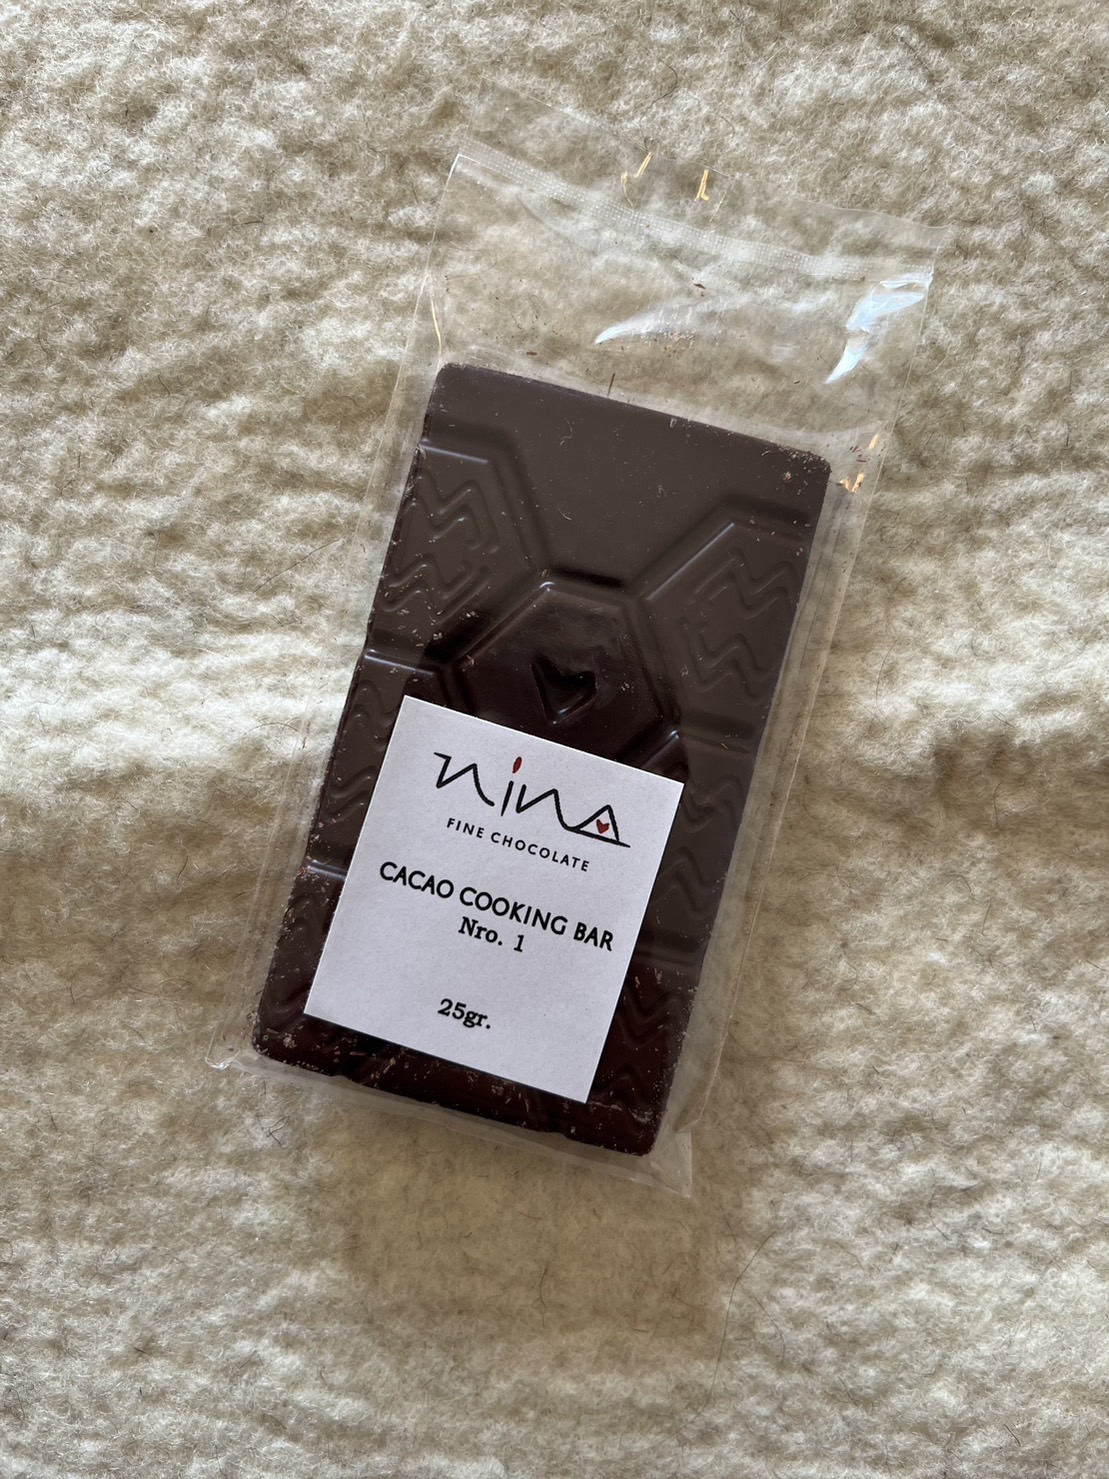 nina
FINE CHOCOLATE
CACAO COOKING BAR
Nro. 1
25gr.